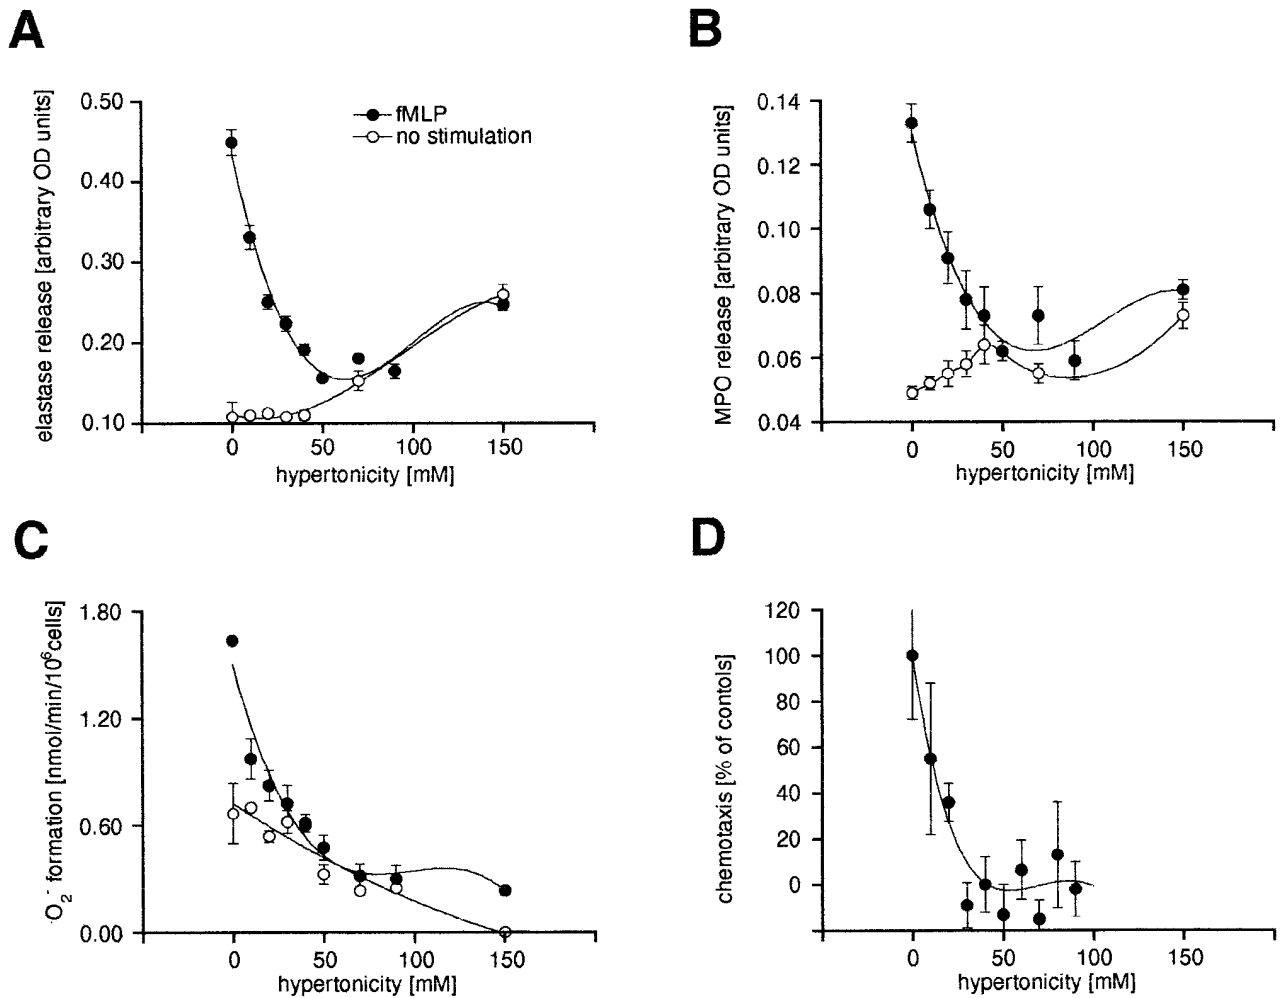 A
elastase release [arbitrary OD units]
0.50
0.40
0.30
0.20
0.10
fMLP
no stimulation
0 50 100 150
hypertonicity [mM]
B
MPO release [arbitrary OD units]
0.14
0.12
0.10
0.08
0.06
0.04
0 50 100 150
hypertonicity [mM]
C
·O₂⁻ formation [nmol/min/10⁶cells]
1.80
1.20
0.60
0.00
0 50 100 150
hypertonicity [mM]
D
chemotaxis [% of contols]
120
100
80
60
40
20
0
0 50 100 150
hypertonicity [mM]